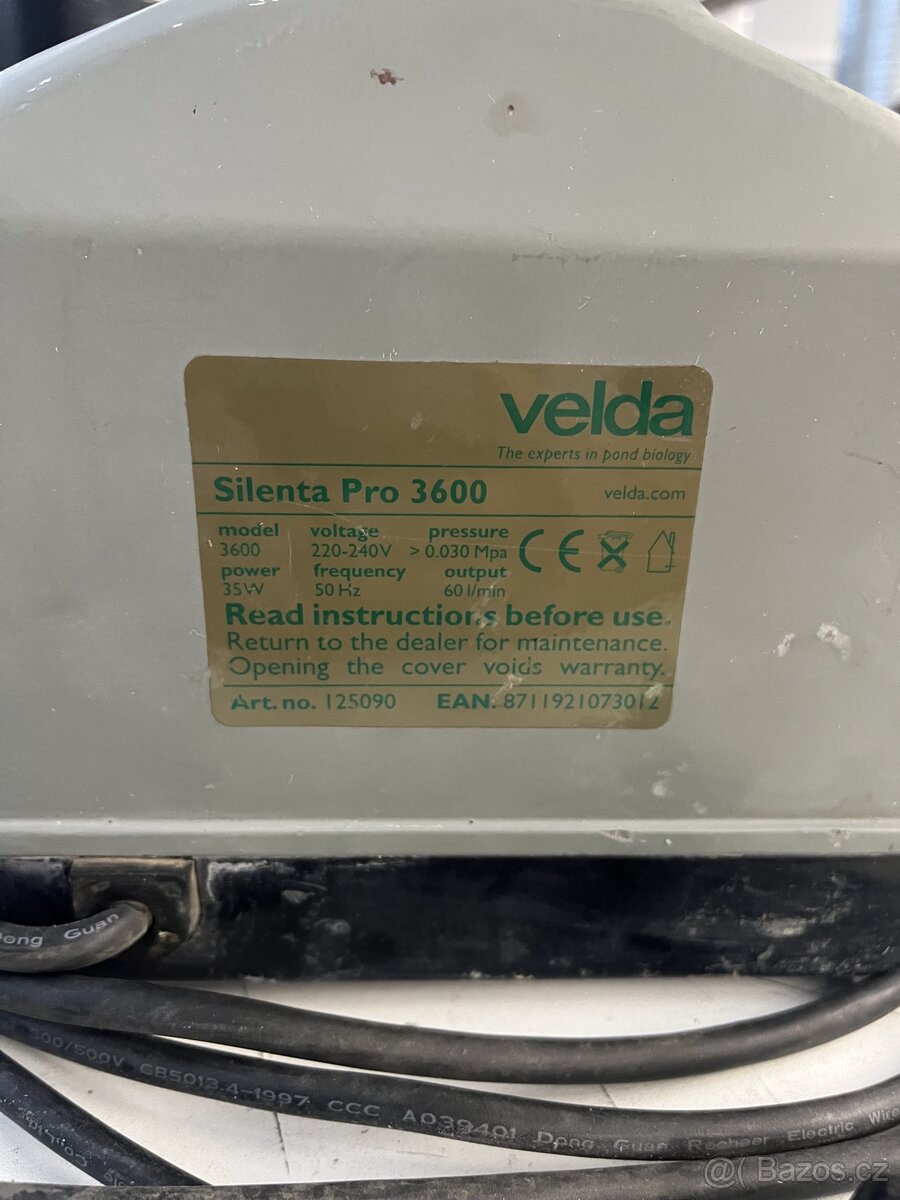 velda
The experts in pond biology
Silenta Pro 3600 velda.com
model voltage pressure
3600 220-240V > 0.030 Mpa
power frequency output
35W 50 Hz 60 l/min
CE
Read instructions before use.
Return to the dealer for maintenance.
Opening the cover voids warranty.
Art. no. 125090 EAN. 8711921073012
Dong Guan
300/500V GB5013.4-1997 CCC A039401 Dong Guan Racheer Electric Wire
@ Bazos.cz